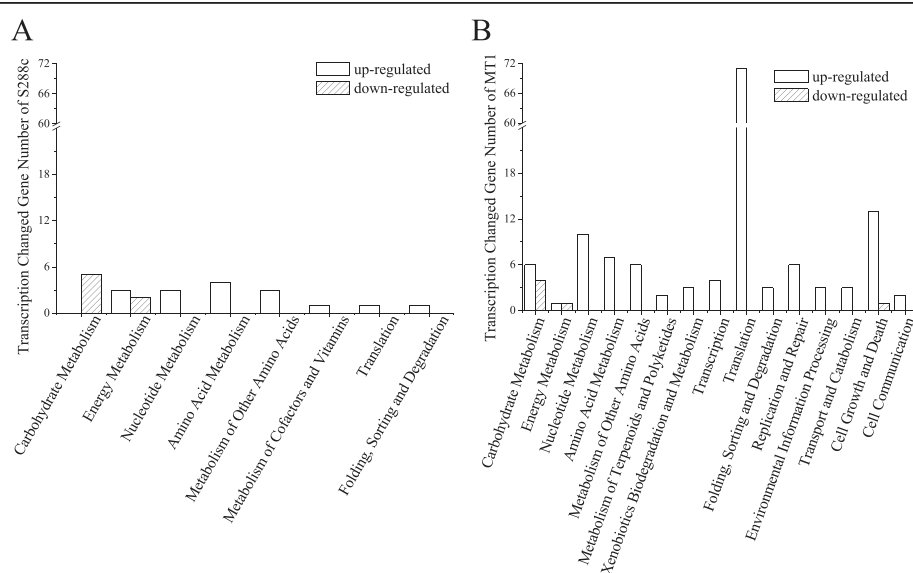 A
Transcription Changed Gene Number of S288c
72
66
60
18
12
6
0
up-regulated
down-regulated
Carbohydrate Metabolism
Energy Metabolism
Nucleotide Metabolism
Amino Acid Metabolism
Metabolism of Other Amino Acids
Metabolism of Cofactors and Vitamins
Translation
Folding, Sorting and Degradation
B
Transcription Changed Gene Number of MT1
72
66
60
18
12
6
0
up-regulated
down-regulated
Carbohydrate Metabolism
Energy Metabolism
Nucleotide Metabolism
Amino Acid Metabolism
Metabolism of Other Amino Acids
Metabolism of Terpenoids and Polyketides
Xenobiotics Biodegradation and Metabolism
Transcription
Translation
Folding, Sorting and Degradation
Replication and Repair
Environmental Information Processing
Transport and Catabolism
Cell Growth and Death
Cell Communication